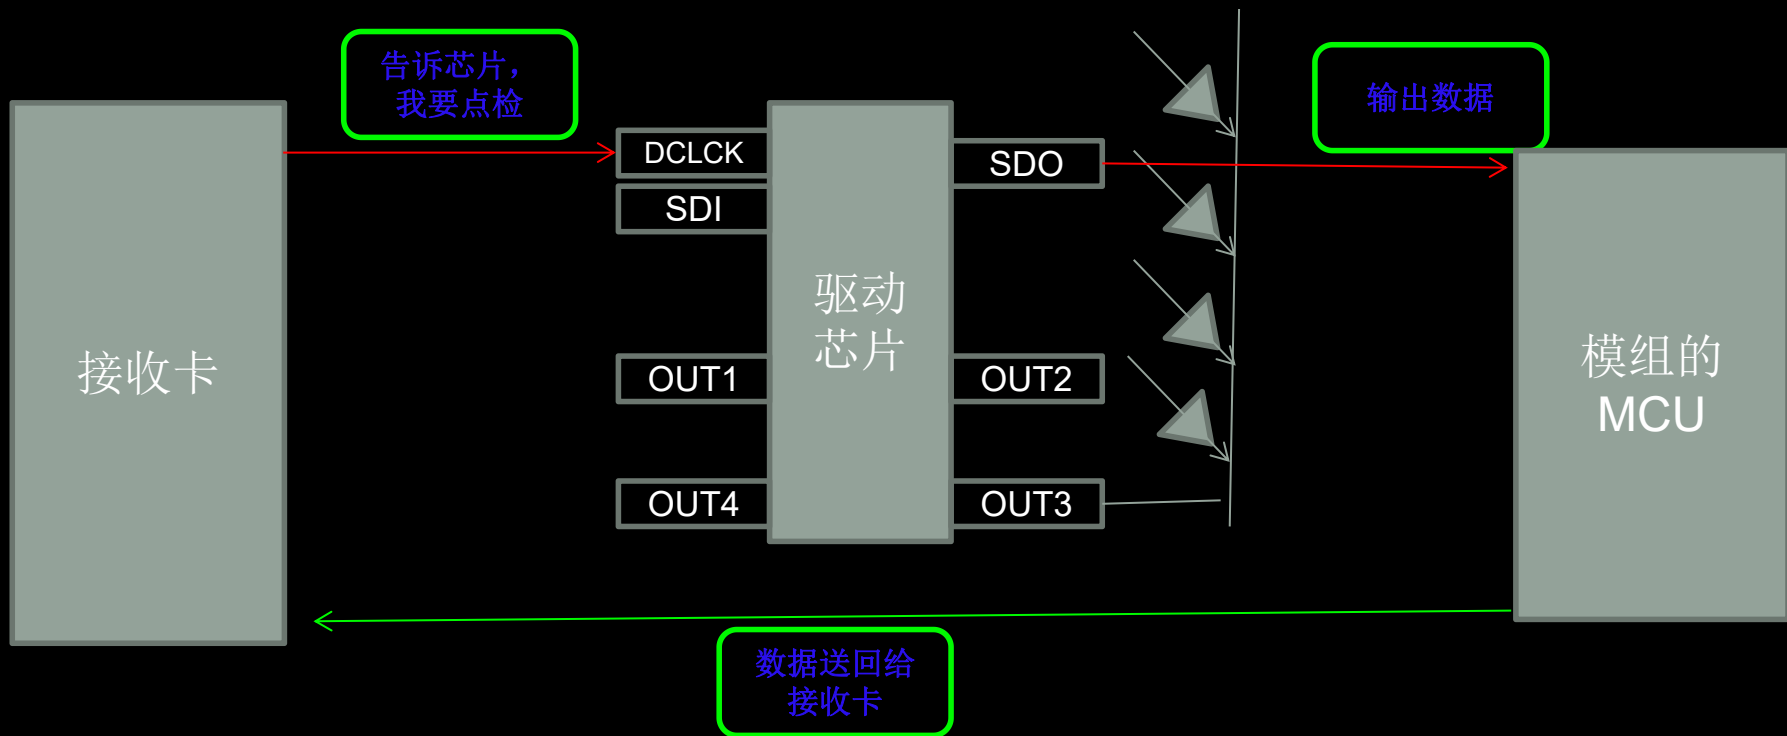 告诉芯片，
我要点检
输出数据
DCLCK
SDO
SDI
驱动
芯片
接收卡
模组的
MCU
OUT1
OUT2
OUT4
OUT3
数据送回给
接收卡